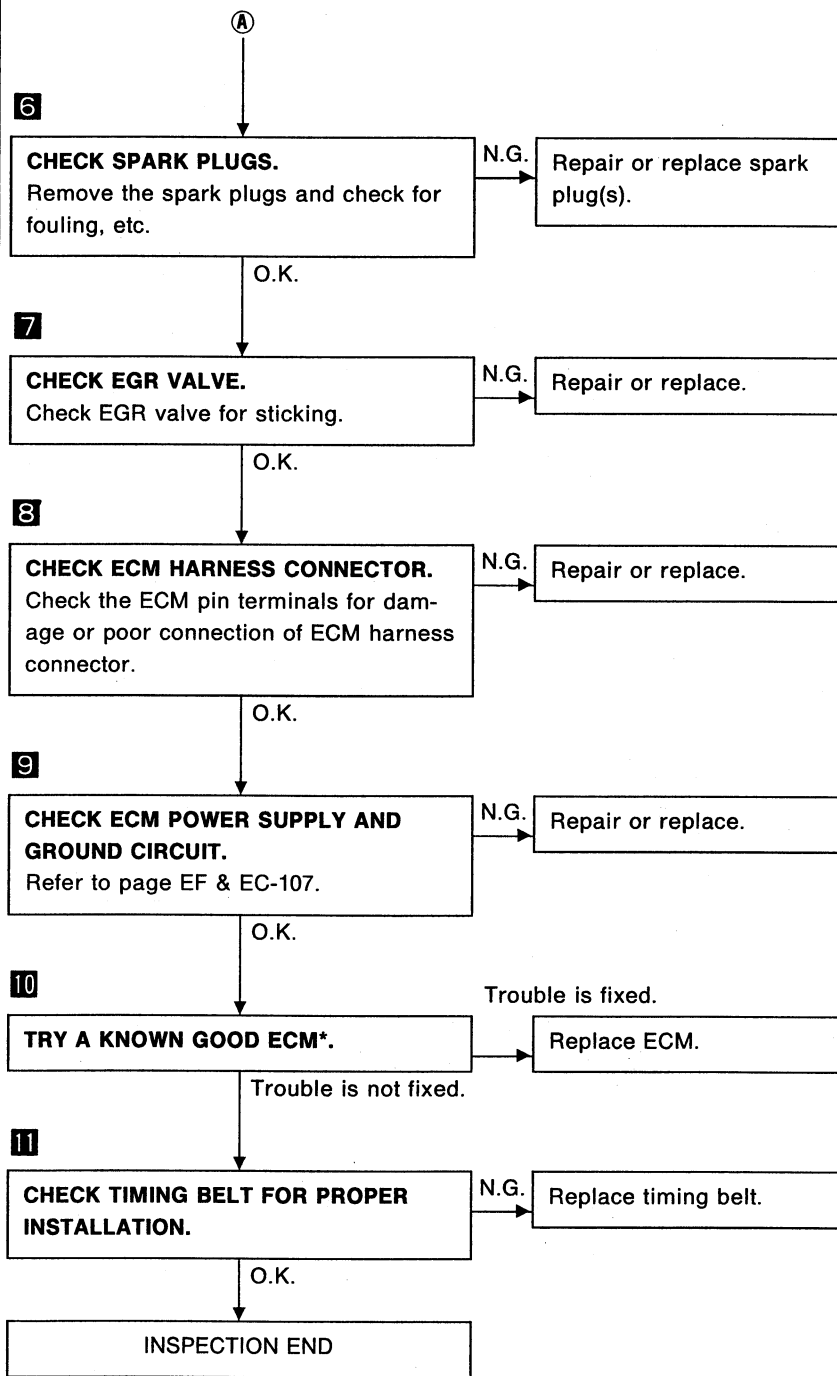 Ⓐ
6
CHECK SPARK PLUGS.
Remove the spark plugs and check for
fouling, etc.
N.G.
Repair or replace spark
plug(s).
O.K.
7
CHECK EGR VALVE.
Check EGR valve for sticking.
N.G.
Repair or replace.
O.K.
8
CHECK ECM HARNESS CONNECTOR.
Check the ECM pin terminals for dam-
age or poor connection of ECM harness
connector.
N.G.
Repair or replace.
O.K.
9
CHECK ECM POWER SUPPLY AND
GROUND CIRCUIT.
Refer to page EF & EC-107.
N.G.
Repair or replace.
O.K.
10
TRY A KNOWN GOOD ECM*.
Trouble is fixed.
Replace ECM.
Trouble is not fixed.
11
CHECK TIMING BELT FOR PROPER
INSTALLATION.
N.G.
Replace timing belt.
O.K.
INSPECTION END